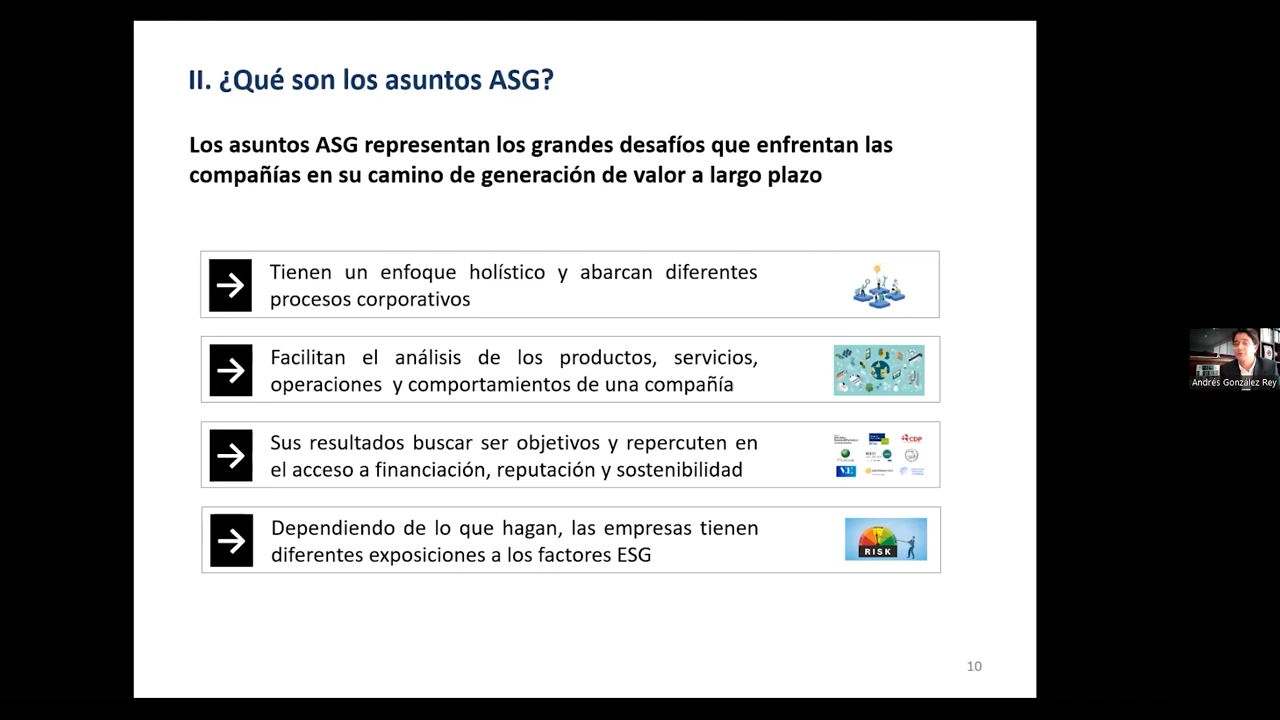 II. ¿Qué son los asuntos ASG?
Los asuntos ASG representan los grandes desafíos que enfrentan las
compañías en su camino de generación de valor a largo plazo
Tienen un enfoque holístico y abarcan diferentes
procesos corporativos
Facilitan el análisis de los productos, servicios,
operaciones y comportamientos de una compañía
Sus resultados buscar ser objetivos y repercuten en
el acceso a financiación, reputación y sostenibilidad
CDP
V.E
Dependiendo de lo que hagan, las empresas tienen
diferentes exposiciones a los factores ESG
RISK
Andrés González Rey
10